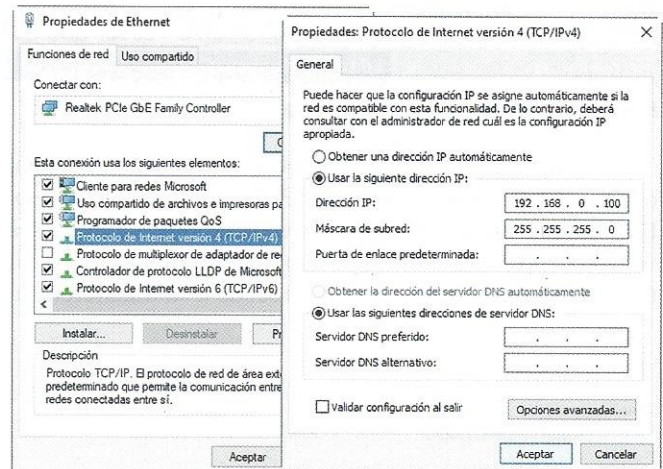 Propiedades de Ethernet
Funciones de red Uso compartido
Conectar con:
Realtek PCIe GbE Family Controller
Esta conexión usa los siguientes elementos:
Cliente para redes Microsoft
Uso compartido de archivos e impresoras pa
Programador de paquetes QoS
Protocolo de Internet versión 4 (TCP/IPv4)
Protocolo de multiplexor de adaptador de re
Controlador de protocolo LLDP de Microsoft
Protocolo de Internet versión 6 (TCP/IPv6)
Instalar... Desinstalar Pr
Descripción
Protocolo TCP/IP. El protocolo de red de área ext
predeterminado que permite la comunicación entre
redes conectadas entre sí.
Aceptar
Propiedades: Protocolo de Internet versión 4 (TCP/IPv4)
General
Puede hacer que la configuración IP se asigne automáticamente si la
red es compatible con esta funcionalidad. De lo contrario, deberá
consultar con el administrador de red cuál es la configuración IP
apropiada.
Obtener una dirección IP automáticamente
Usar la siguiente dirección IP:
Dirección IP: 192 . 168 . 0 . 100
Máscara de subred: 255 . 255 . 255 . 0
Puerta de enlace predeterminada: . . .
Obtener la dirección del servidor DNS automáticamente
Usar las siguientes direcciones de servidor DNS:
Servidor DNS preferido: . . .
Servidor DNS alternativo: . . .
Validar configuración al salir Opciones avanzadas...
Aceptar Cancelar